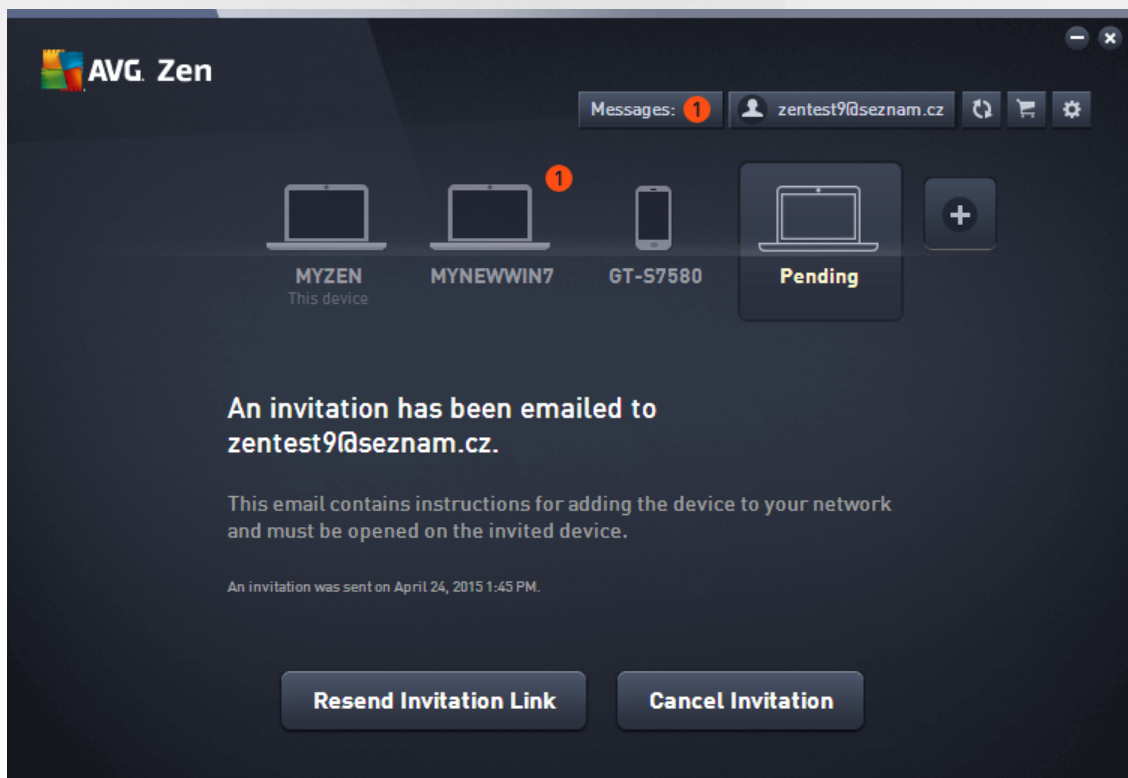 AVG. Zen
Messages: 1
zentest9@seznam.cz
1
MYZEN
This device
MYNEWWIN7
GT-S7580
Pending
An invitation has been emailed to
zentest9@seznam.cz.
This email contains instructions for adding the device to your network
and must be opened on the invited device.
An invitation was sent on April 24, 2015 1:45 PM.
Resend Invitation Link
Cancel Invitation